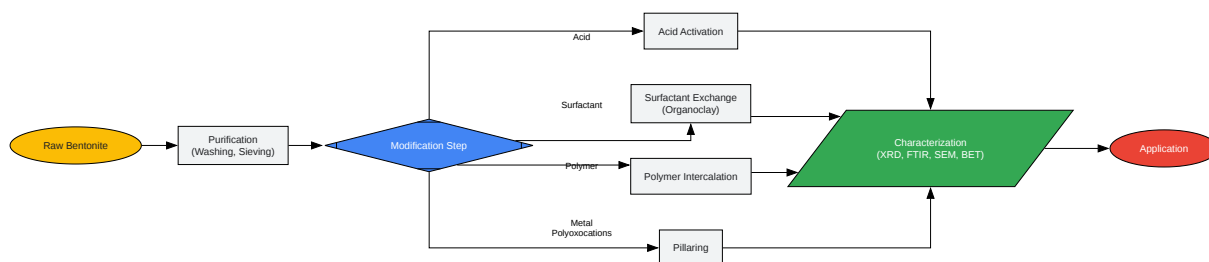 Raw Bentonite
Purification
(Washing, Sieving)
Modification Step
Acid
Acid Activation
Surfactant
Surfactant Exchange
(Organoclay)
Polymer
Polymer Intercalation
Metal
Polyoxocations
Pillaring
Characterization
(XRD, FTIR, SEM, BET)
Application